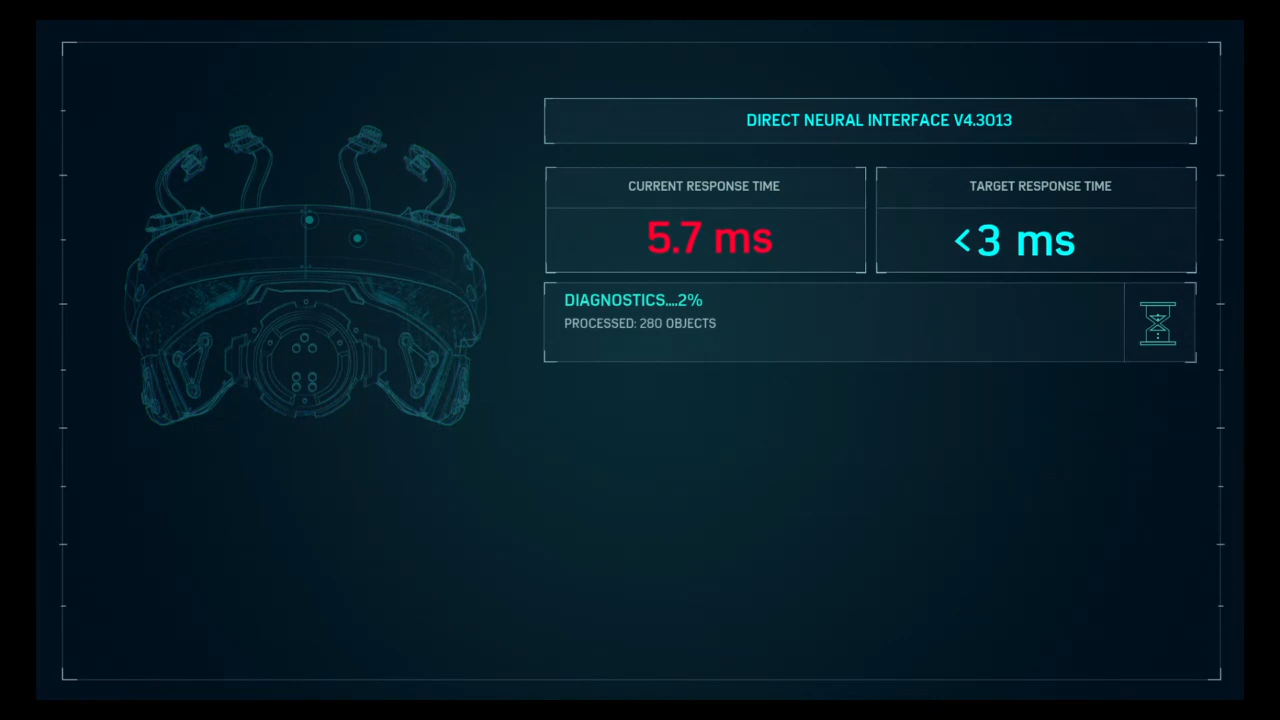 DIRECT NEURAL INTERFACE V4.3013
CURRENT RESPONSE TIME
5.7 ms
TARGET RESPONSE TIME
<3 ms
DIAGNOSTICS....2%
PROCESSED: 280 OBJECTS